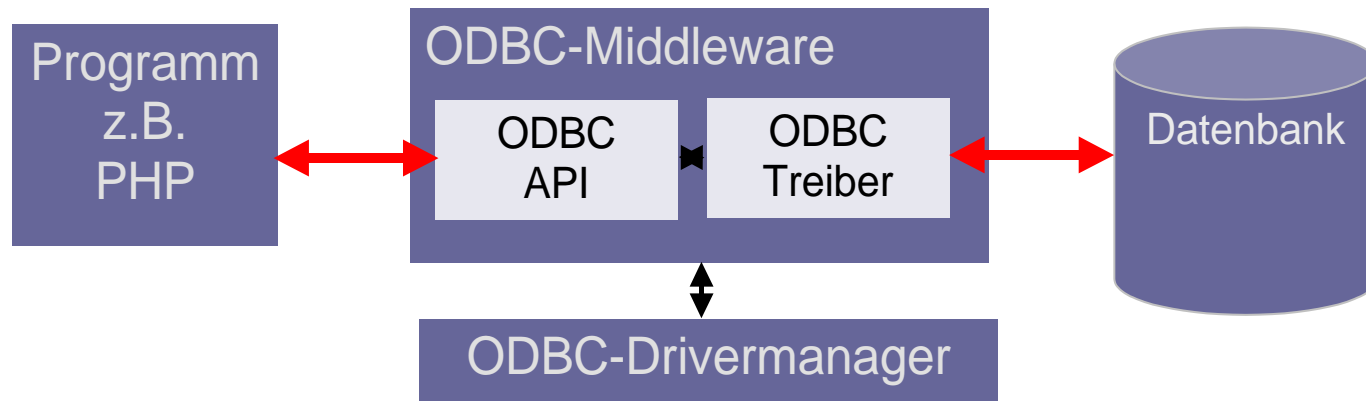 Programm
z.B.
PHP
ODBC-Middleware
ODBC
API
ODBC
Treiber
Datenbank
ODBC-Drivermanager